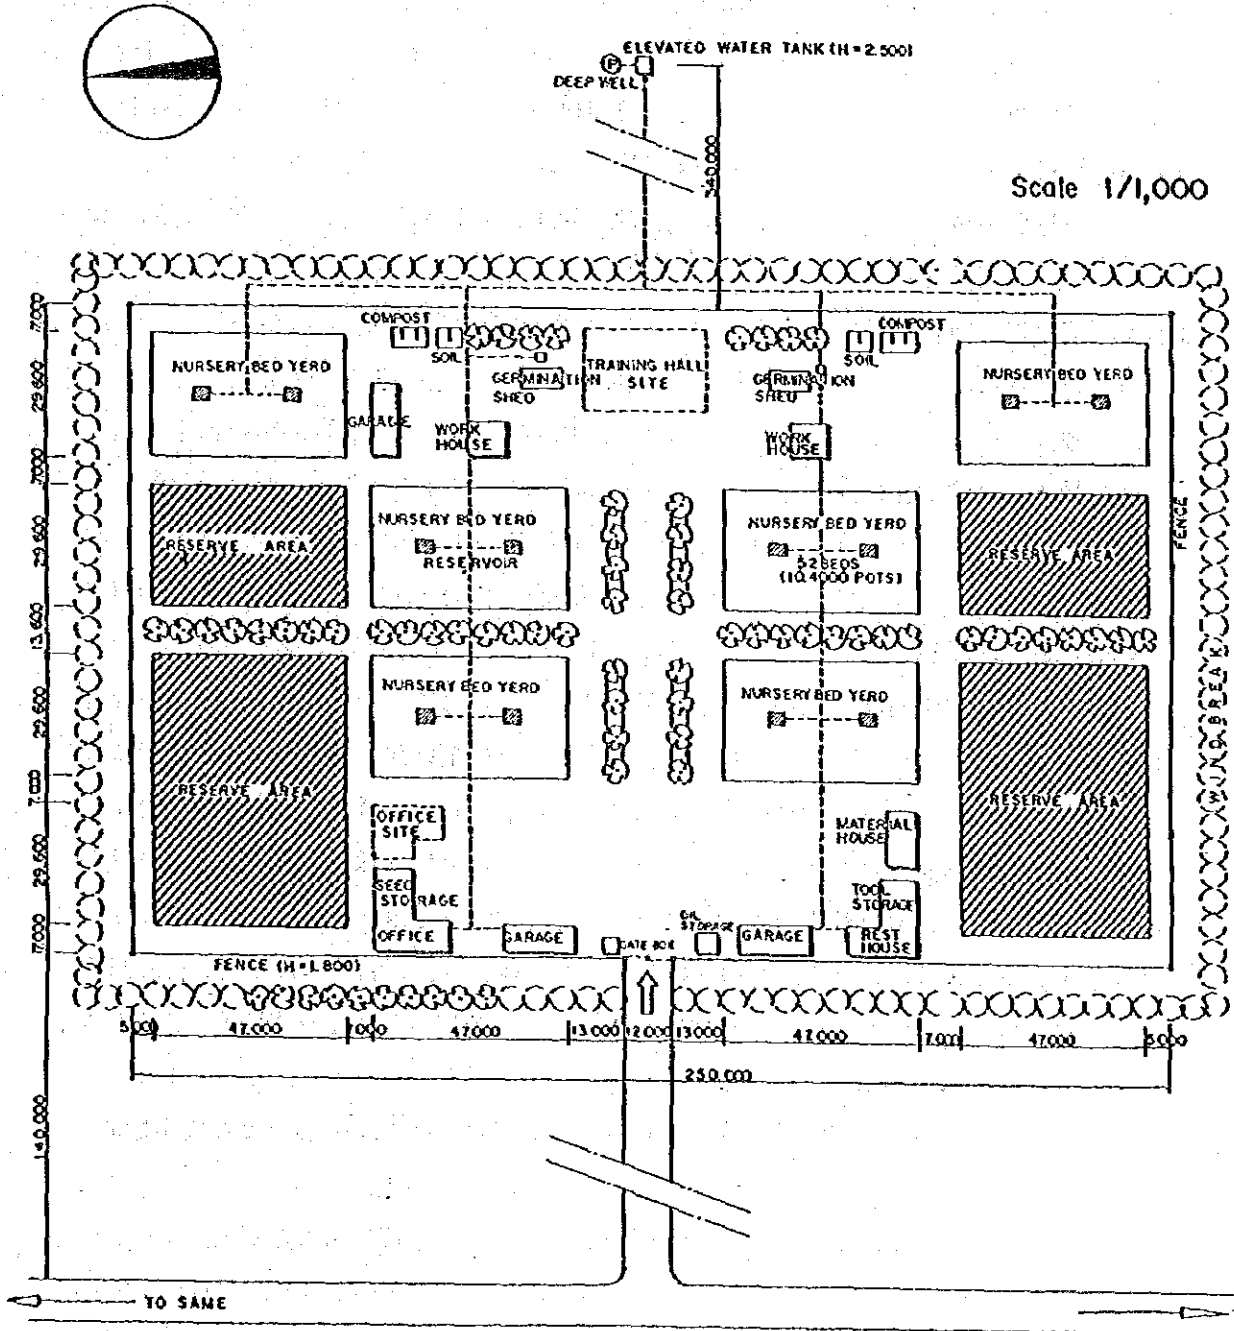 ELEVATED WATER TANK (H=2.500)
P
DEEP WELL
340.000
Scale 1/1,000
COMPOST
SOIL
NURSERY BED YERD
GARAGE
WORK
HOUSE
GERMINATION
SHED
TRAINING HALL
SITE
GERMINATION
SHED
WORK
HOUSE
COMPOST
SOIL
NURSERY BED YERD
RESERVE AREA
NURSERY BED YERD
RESERVOIR
NURSERY BED YERD
52 BEDS
(10.4000 POTS)
RESERVE AREA
FENCE
RESERVE AREA
NURSERY BED YERD
NURSERY BED YERD
RESERVE AREA
WIND BREAK
OFFICE
SITE
SEED
STORAGE
OFFICE
GARAGE
GATE BOX
OIL
STORAGE
GARAGE
MATERIAL
HOUSE
TOOL
STORAGE
REST
HOUSE
FENCE (H=1.800)
7.000
29.600
7.000
29.600
13.600
29.600
7.000
29.600
7.000
5.000
47.000
7.000
47.000
13.000
12.000
13.000
47.000
7.000
47.000
5.000
250.000
TO SAME